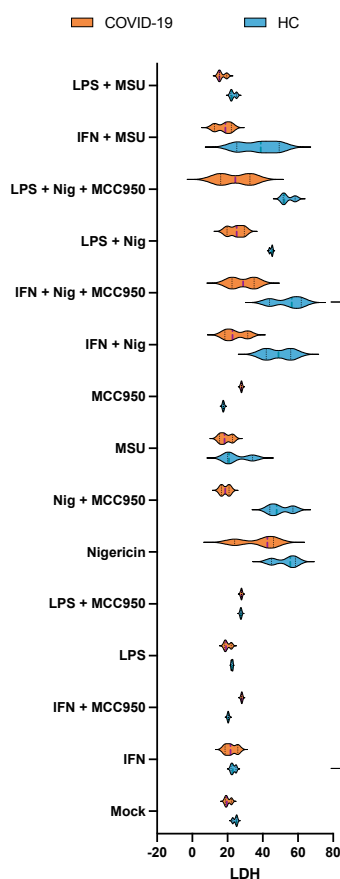 COVID-19 HC
LPS + MSU
IFN + MSU
LPS + Nig + MCC950
LPS + Nig
IFN + Nig + MCC950
IFN + Nig
MCC950
MSU
Nig + MCC950
Nigericin
LPS + MCC950
LPS
IFN + MCC950
IFN
Mock
-20 0 20 40 60 80
LDH